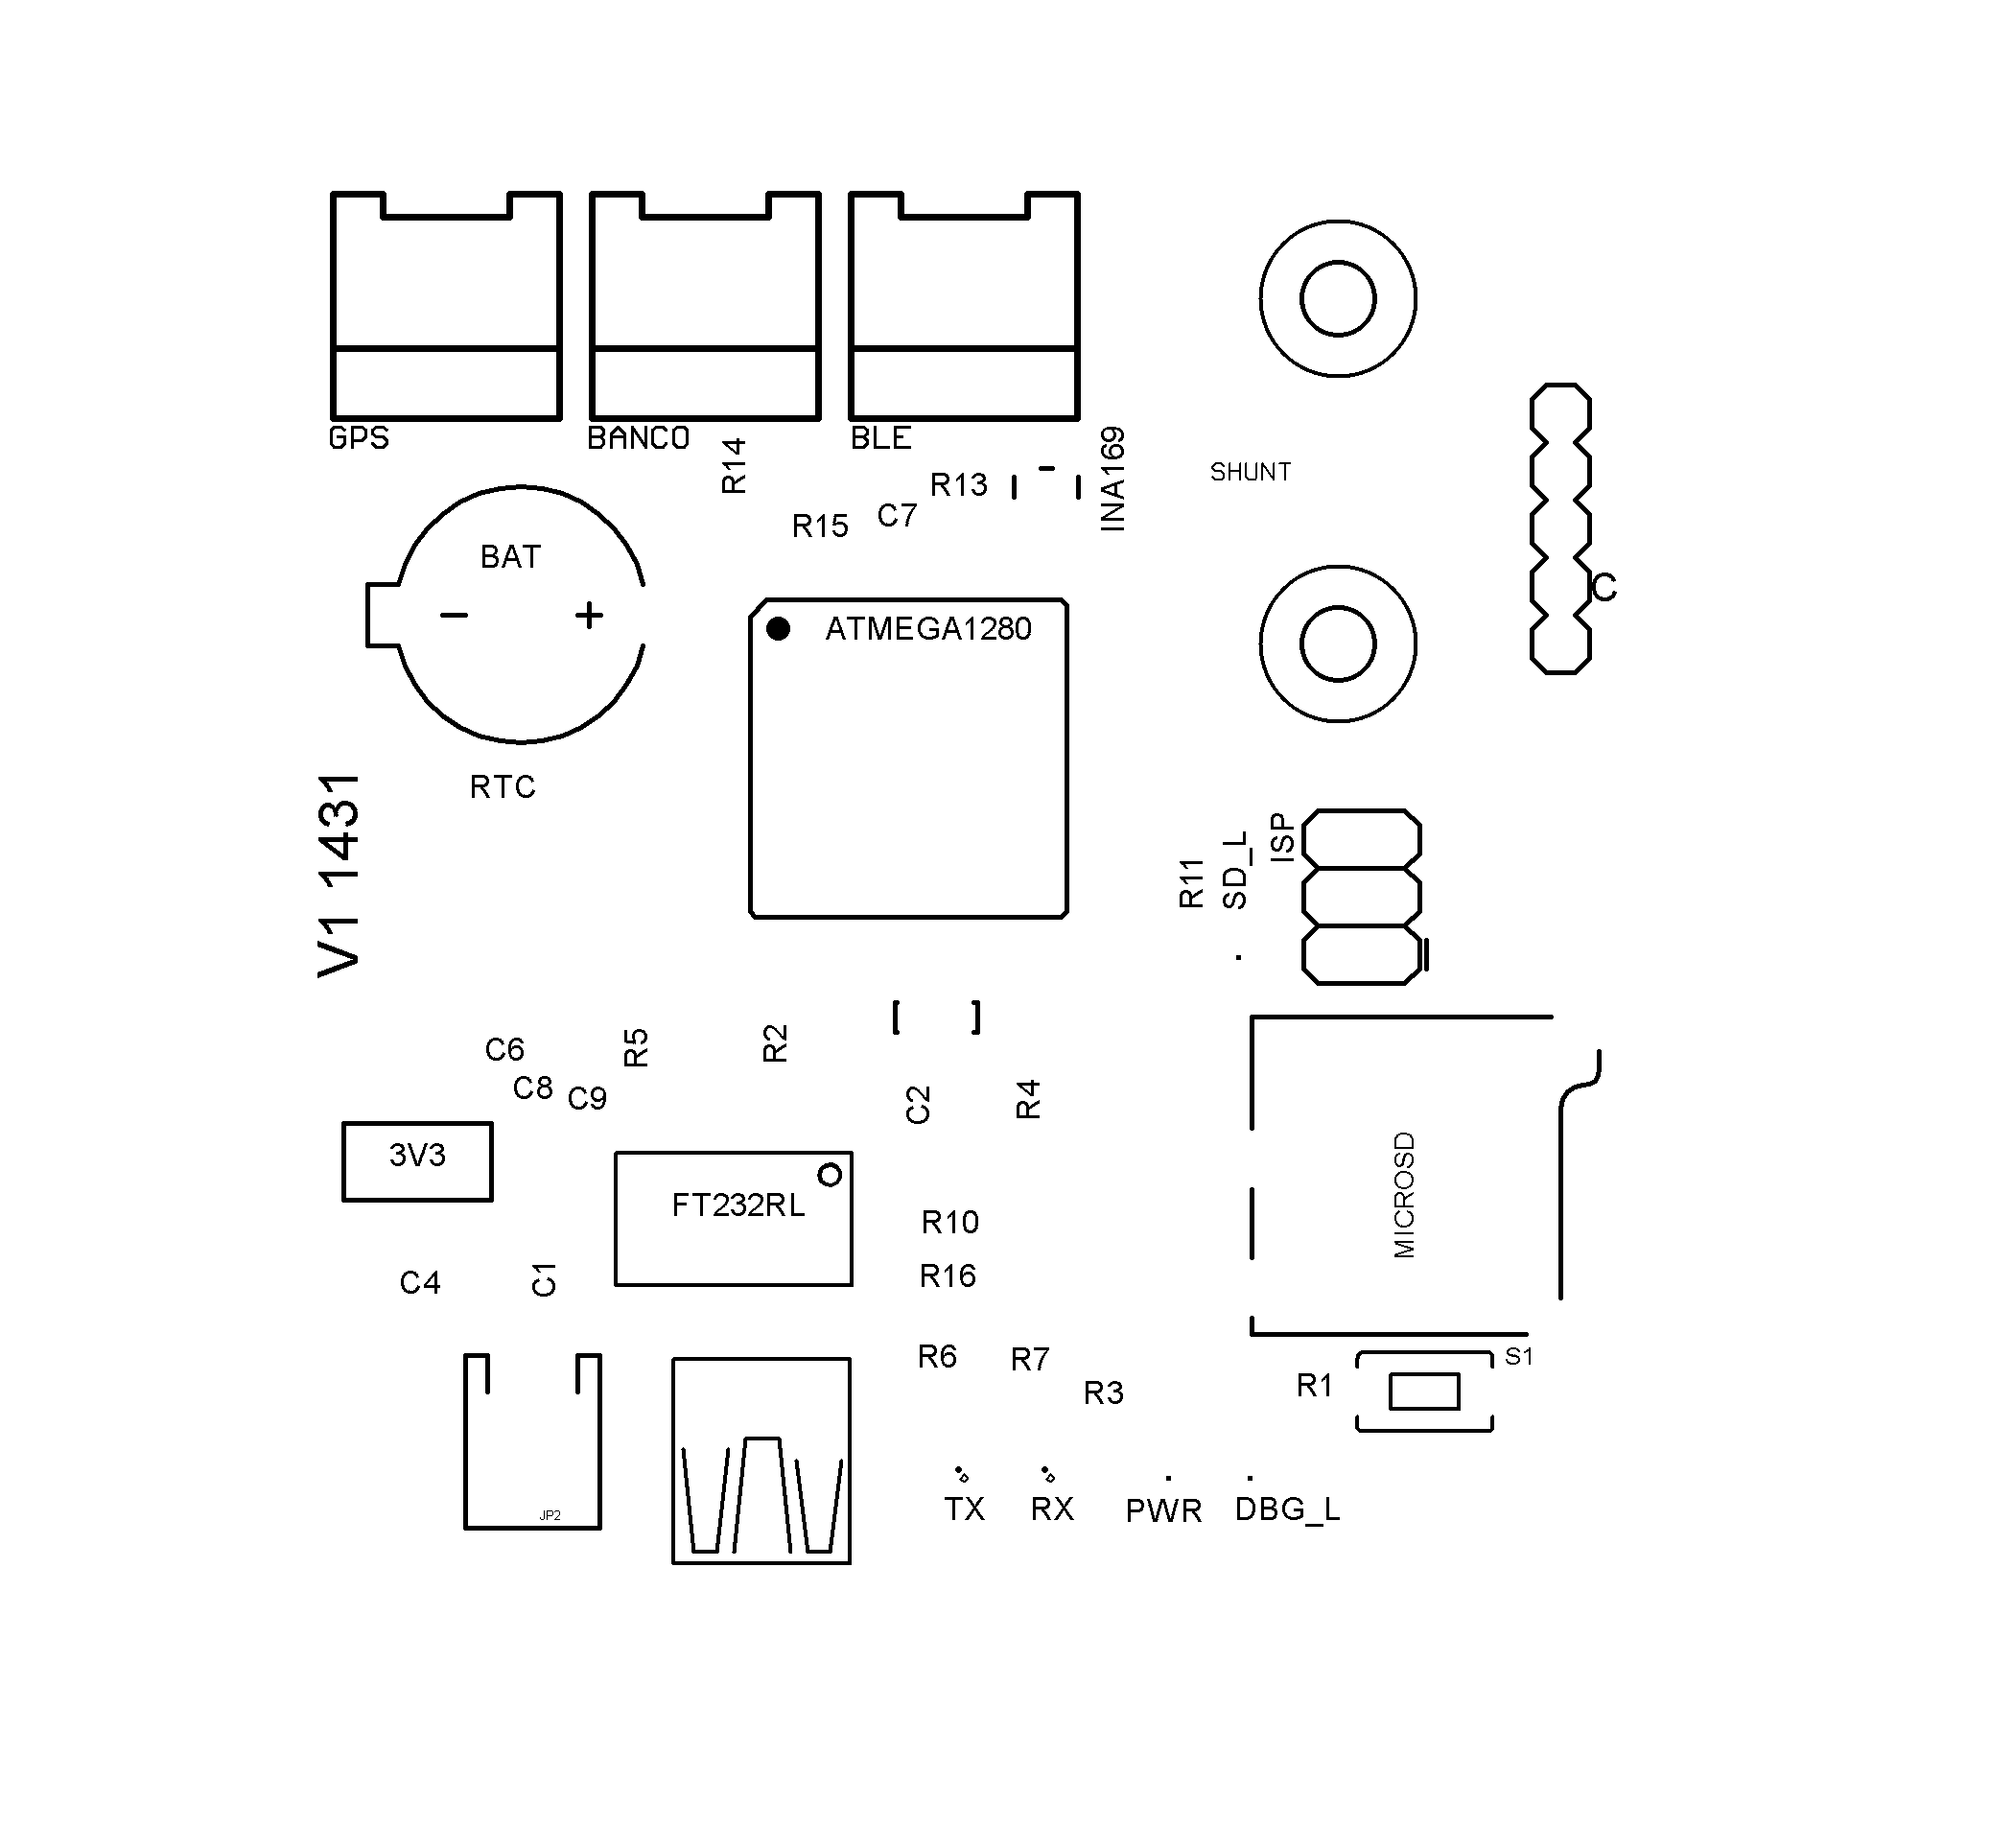 GPS
BANCO
BLE
R14
R13
INA169
SHUNT
R15
C7
BAT
- +
C
ATMEGA1280
RTC
V1 1431
R11
SD_L
ISP
C6
R5
R2
C8
C9
C2
R4
3V3
MICROSD
FT232RL
R10
C4
C1
R16
R6
R7
S1
R3
R1
JP2
TX
RX
PWR
DBG_L